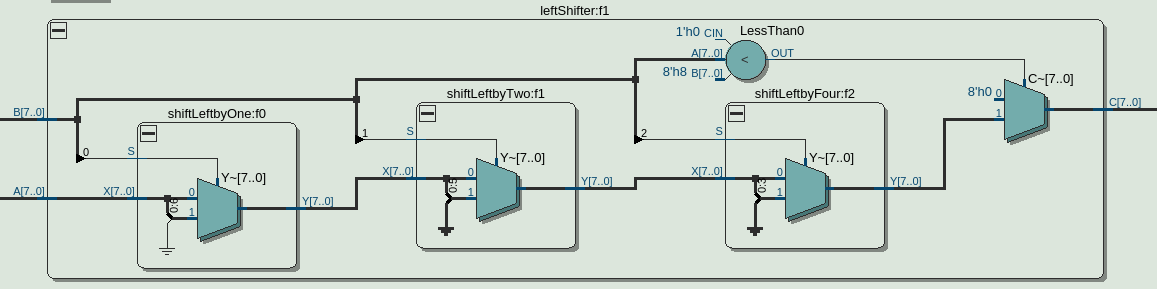 leftShifter:f1
LessThan0
1'h0 CIN
A[7..0]
OUT
<
8'h8 B[7..0]
C~[7..0]
8'h0 0
1
C[7..0]
shiftLeftbyOne:f0
shiftLeftbyTwo:f1
shiftLeftbyFour:f2
B[7..0]
0
S
Y~[7..0]
A[7..0]
X[7..0]
0
1
0:6
Y[7..0]
1
S
Y~[7..0]
X[7..0]
0
1
0:5
Y[7..0]
2
S
Y~[7..0]
X[7..0]
0
1
0:3
Y[7..0]